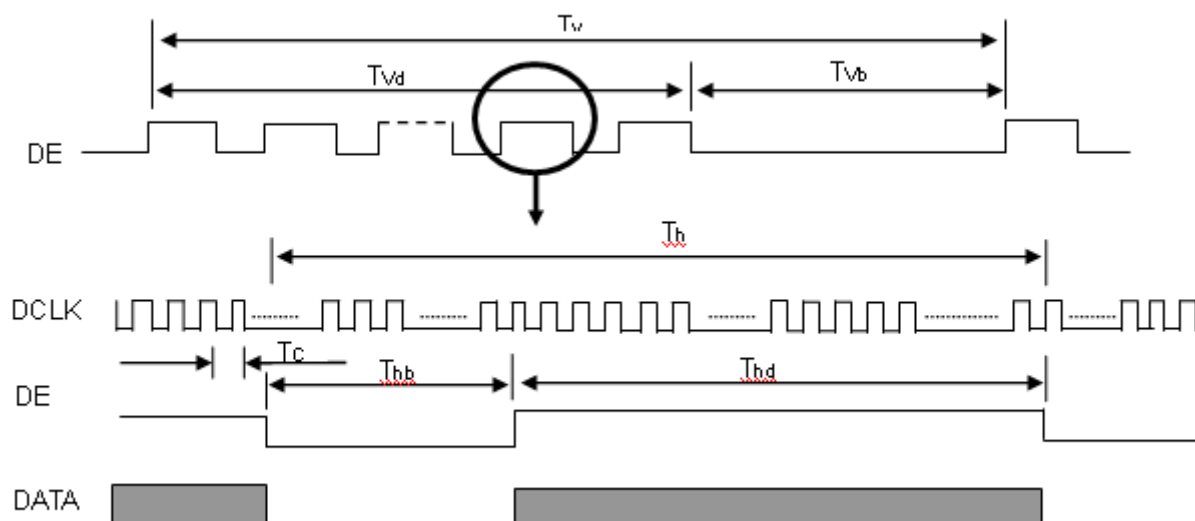 Tv
TVd
TVb
DE
Th
DCLK
TC
Thb
Thd
DE
DATA